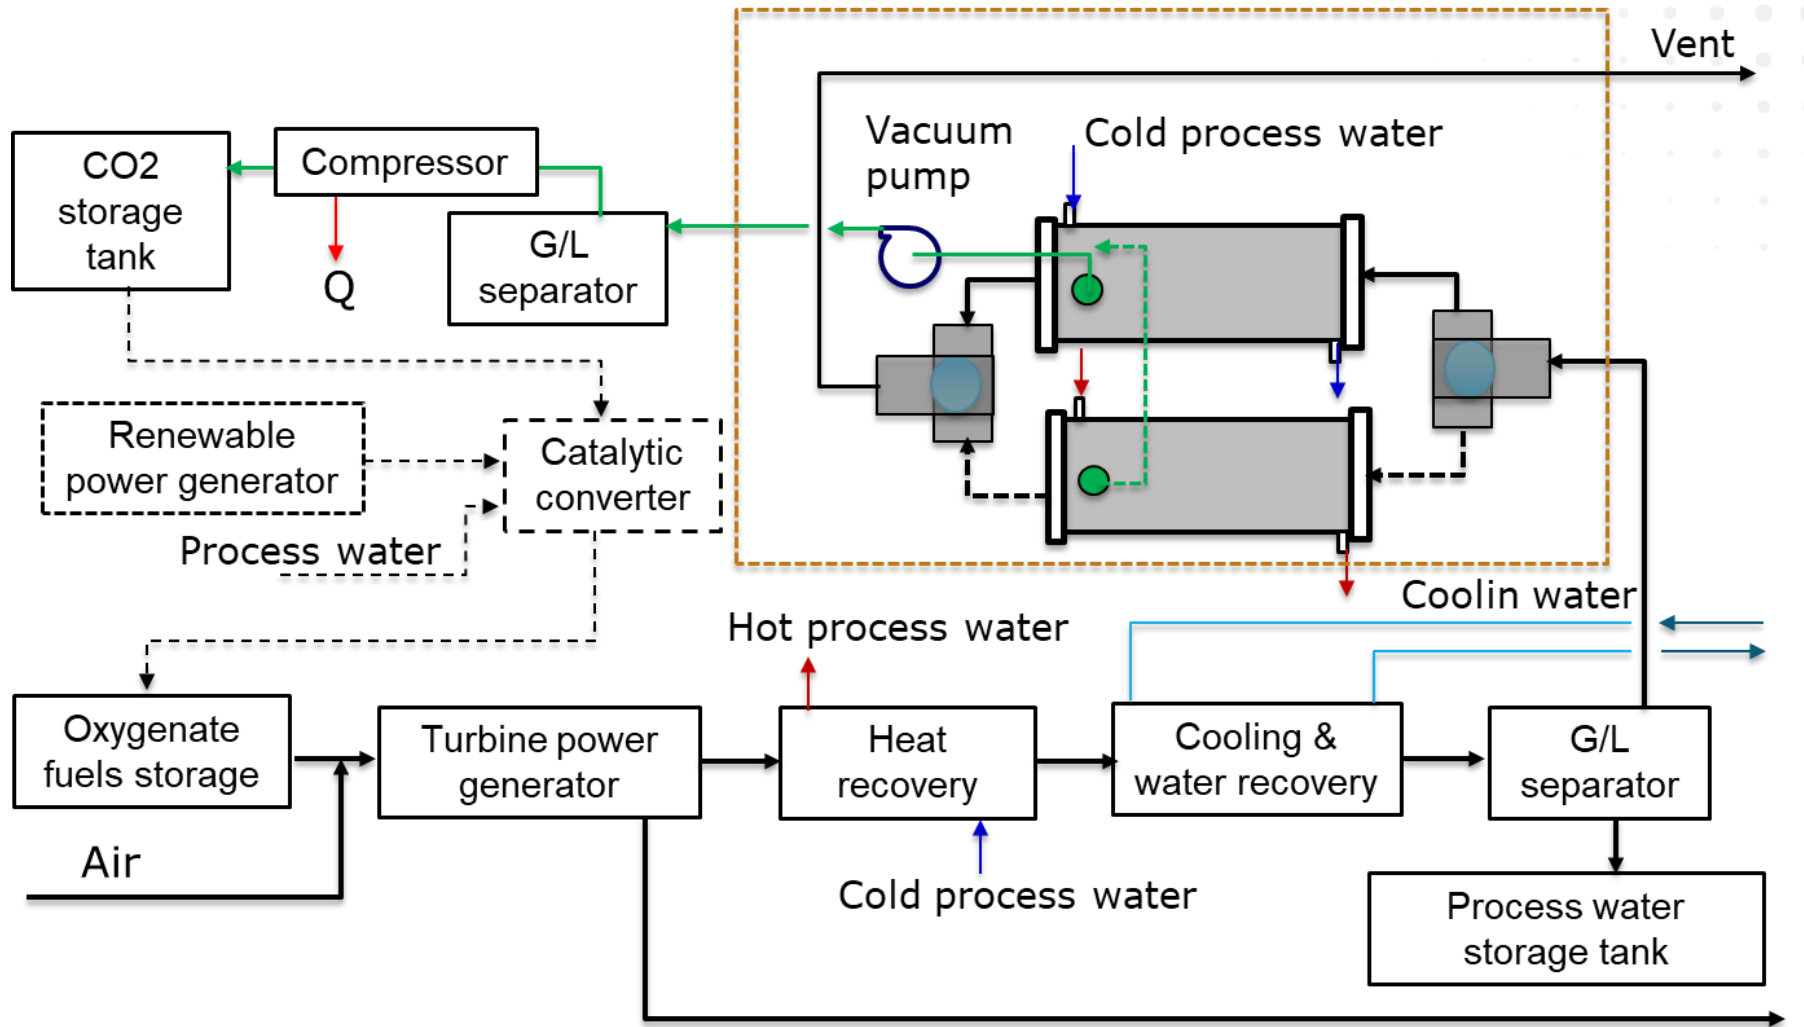 Vent
Vacuum
pump
Cold process water
CO2
storage
tank
Compressor
G/L
separator
Q
Renewable
power generator
Catalytic
converter
Process water
Coolin water
Hot process water
Oxygenate
fuels storage
Turbine power
generator
Heat
recovery
Cooling &
water recovery
G/L
separator
Air
Cold process water
Process water
storage tank